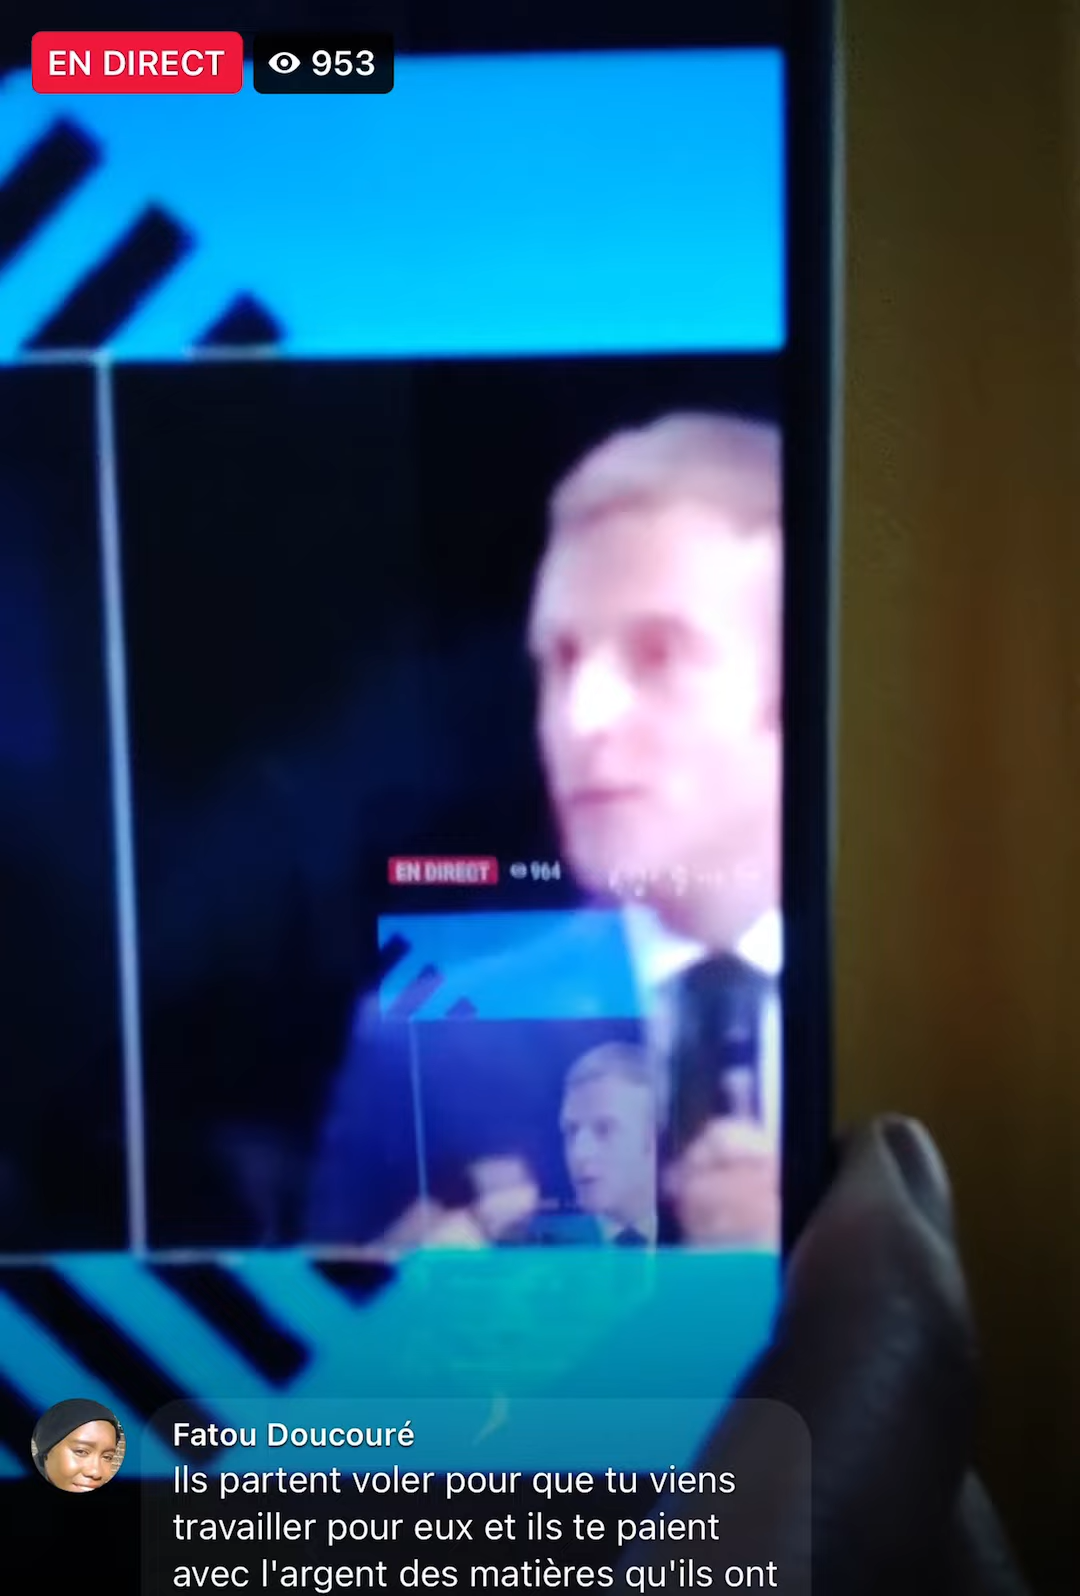 EN DIRECT
953
EN DIRECT
964
Fatou Doucouré
Ils partent voler pour que tu viens
travailler pour eux et ils te paient
avec l'argent des matières qu'ils ont